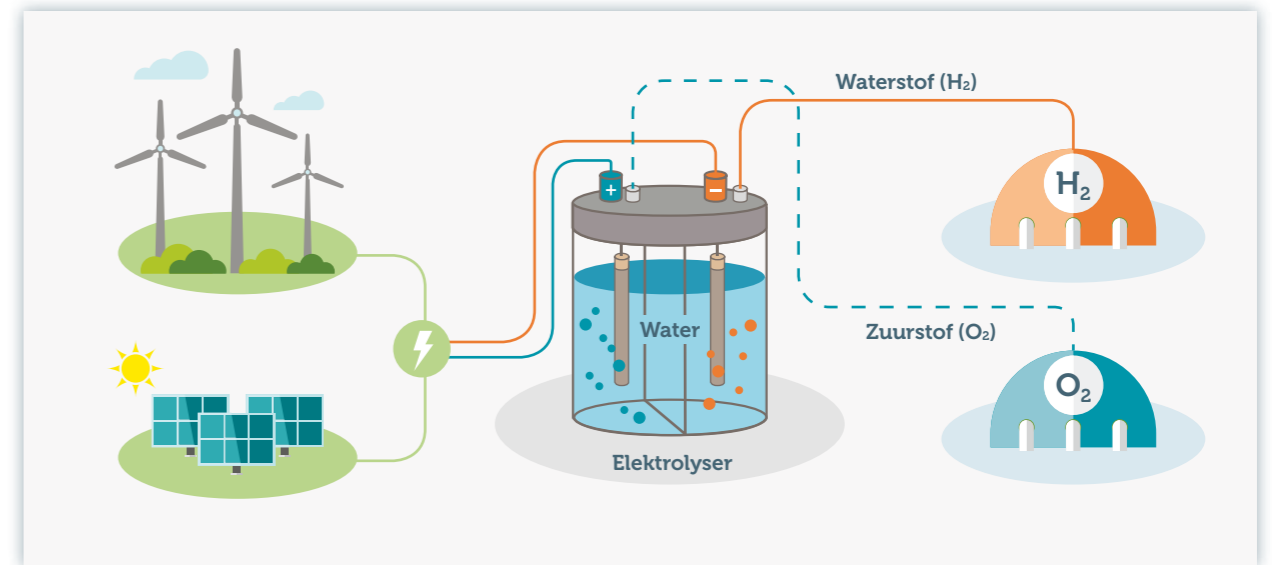 Waterstof (H₂)
H₂
+
−
Water
Zuurstof (O₂)
O₂
Elektrolyser